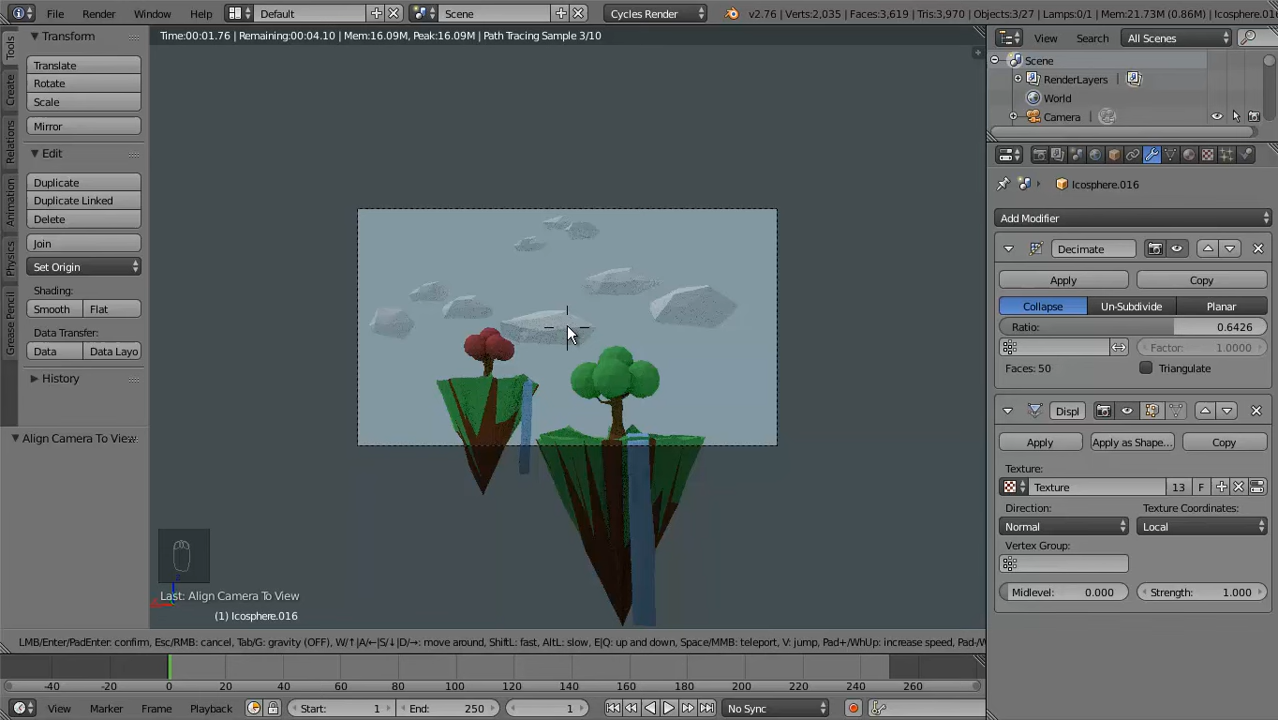 File Render Window Help Default Scene Cycles Render v2.76 | Verts:2,035 | Faces:3,619 | Tris:3,970 | Objects:3/27 | Lamps:0/1 | Mem:21.73M (0.86M) | Icosphere.016
Time:00:01.76 | Remaining:00:04.10 | Mem:16.09M, Peak:16.09M | Path Tracing Sample 3/10
Tools
Create
Relations
Animation
Physics
Grease Pencil
Transform
Translate
Rotate
Scale
Mirror
Edit
Duplicate
Duplicate Linked
Delete
Join
Set Origin
Shading:
Smooth Flat
Data Transfer:
Data Data Layo
History
Align Camera To View
Last: Align Camera To View
(1) Icosphere.016
LMB/Enter/PadEnter: confirm, Esc/RMB: cancel, Tab/G: gravity (OFF), W/↑|A/←|S/↓|D/→: move around, ShiftL: fast, AltL: slow, E|Q: up and down, Space/MMB: teleport, V: jump, Pad+/WhUp: increase speed, Pad-/W
-40 -20 0 20 40 60 80 100 120 140 160 180 200 220 240 260
View Marker Frame Playback Start: 1 End: 250 1 No Sync
View Search All Scenes
Scene
RenderLayers
World
Camera
Icosphere.016
Add Modifier
Decimate
Apply Copy
Collapse Un-Subdivide Planar
Ratio: 0.6426
Factor: 1.0000
Faces: 50 Triangulate
Displ
Apply Apply as Shape... Copy
Texture:
Texture 13 F
Direction: Texture Coordinates:
Normal Local
Vertex Group:
Midlevel: 0.000 Strength: 1.000